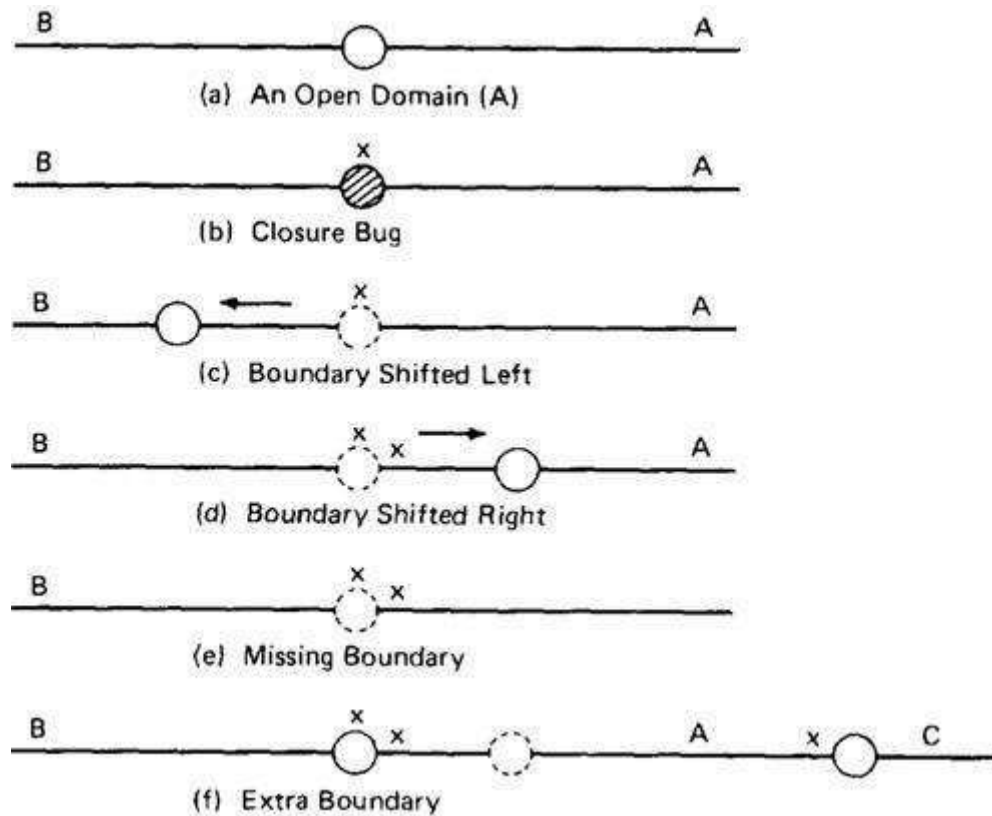 B A
(a) An Open Domain (A)
x
B A
(b) Closure Bug
x
B A
(c) Boundary Shifted Left
x
B x A
(d) Boundary Shifted Right
x
B x
(e) Missing Boundary
x
B x A x C
(f) Extra Boundary